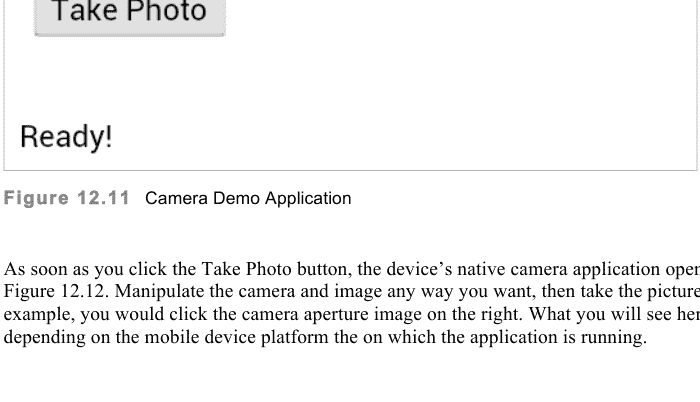 Take Photo
Ready!
Figure 12.11 Camera Demo Application
As soon as you click the Take Photo button, the device’s native camera application
Figure 12.12. Manipulate the camera and image any way you want, then take the picture
example, you would click the camera aperture image on the right. What you will see
depending on the mobile device platform the on which the application is running.